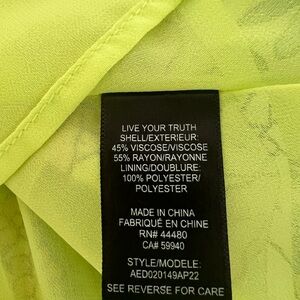 LIVE YOUR TRUTH
SHELL/EXTERIEUR:
45% VISCOSE/VISCOSE
55% RAYON/RAYONNE
LINING/DOUBLURE:
100% POLYESTER/
POLYESTER
MADE IN CHINA
FABRIQUÉ EN CHINE
RN# 44480
CA# 59940
STYLE/MODELE:
AED020149AP22
SEE REVERSE FOR CARE